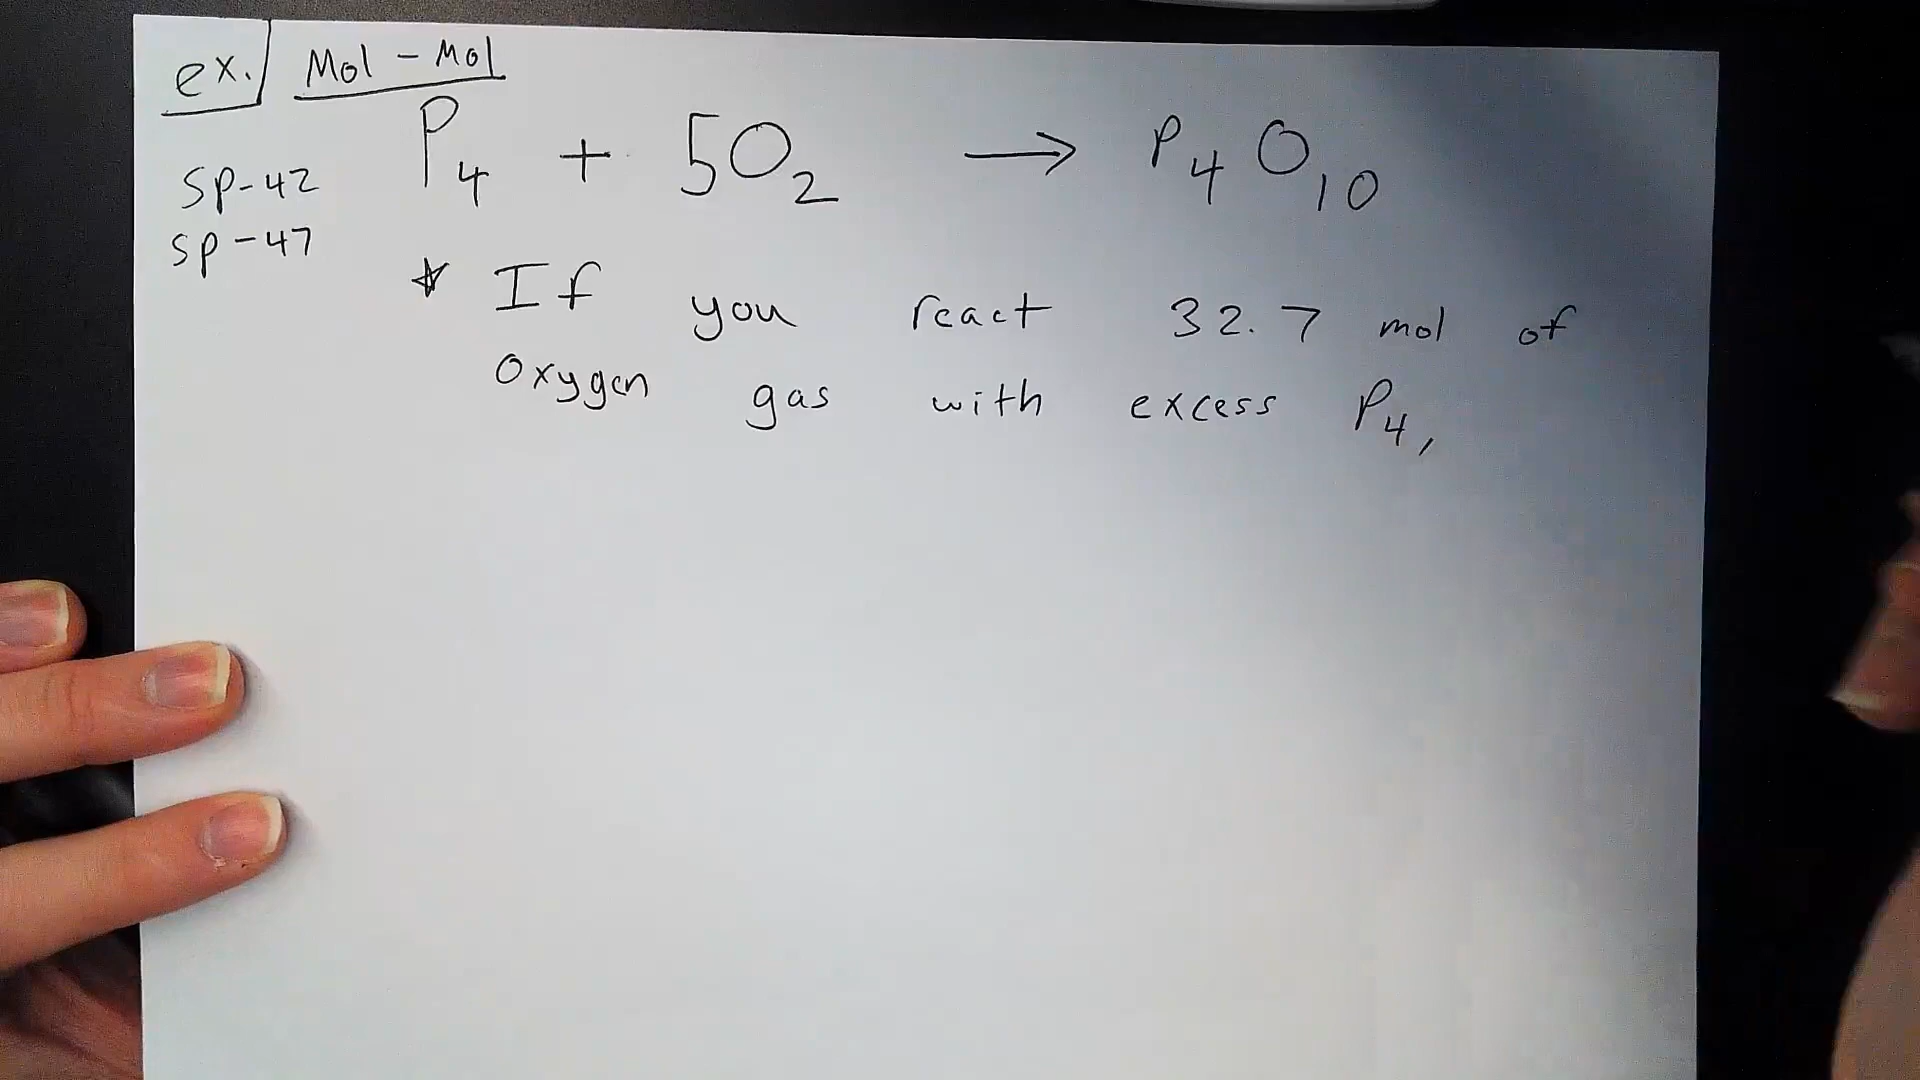 ex. Mol - Mol
P₄ + 5O₂ → P₄O₁₀
SP-42
SP-47
* If you react 32.7 mol of
oxygen gas with excess P₄,